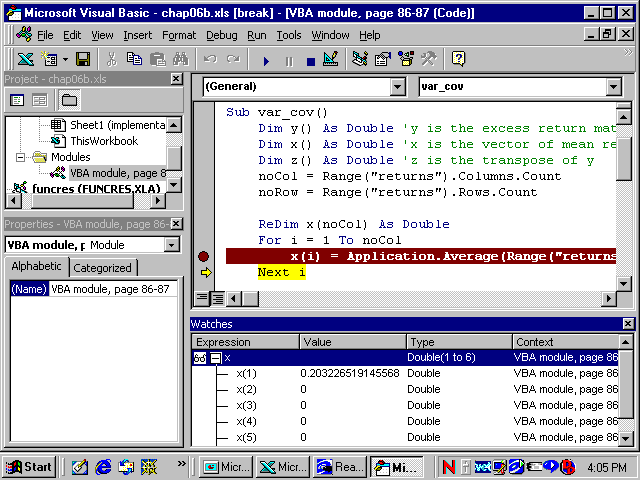 Microsoft Visual Basic - chap06b.xls [break] - [VBA module, page 86-87 (Code)]
File Edit View Insert Format Debug Run Tools Window Help
Project - chap06b.xls
Sheet1 (implementa
ThisWorkbook
Modules
VBA module, page 8
funcres (FUNCRES.XLA)
Properties - VBA module, page 86-
VBA module, Module
Alphabetic Categorized
(Name) VBA module, page 86-87
(General) var_cov
Sub var_cov()
Dim y() As Double 'y is the excess return mat
Dim x() As Double 'x is the vector of mean re
Dim z() As Double 'z is the transpose of y
noCol = Range("returns").Columns.Count
noRow = Range("returns").Rows.Count
ReDim x(noCol) As Double
For i = 1 To noCol
x(i) = Application.Average(Range("returns
Next i
Watches
Expression Value Type Context
x Double(1 to 6) VBA module, page 86
x(1) 0.203226519145568 Double VBA module, page 86
x(2) 0 Double VBA module, page 86
x(3) 0 Double VBA module, page 86
x(4) 0 Double VBA module, page 86
x(5) 0 Double VBA module, page 86
Start » Micr... Micr... Rea... Mi... N vet 4:05 PM